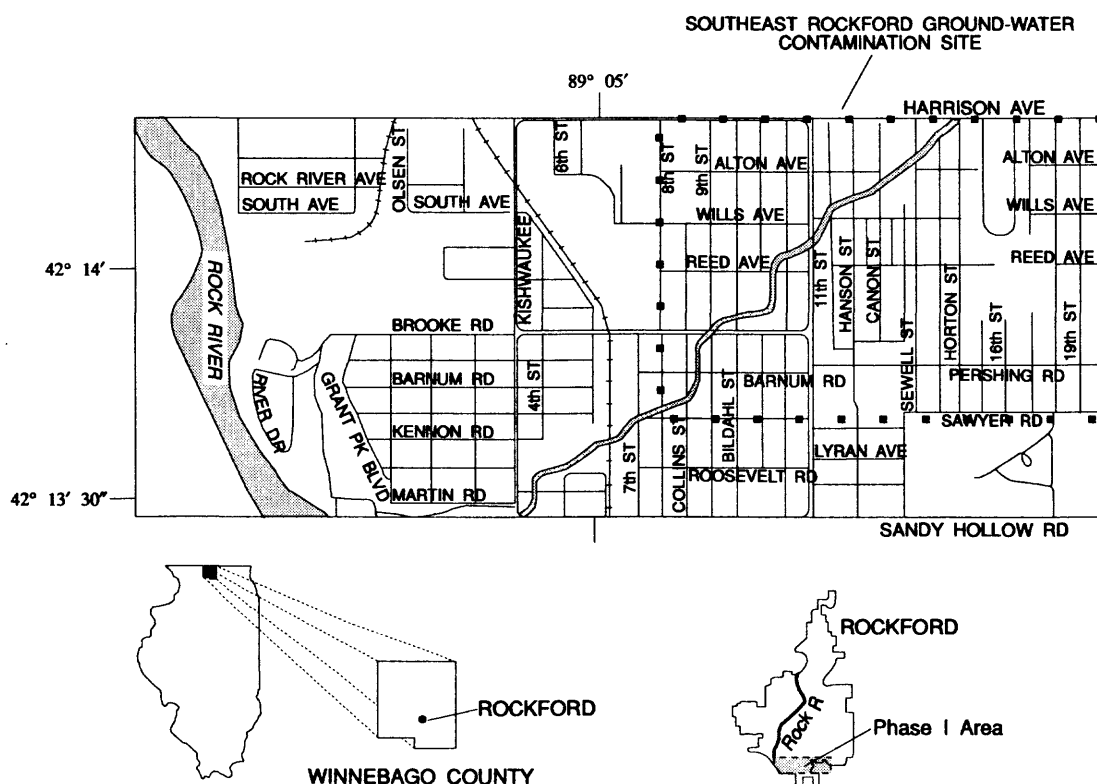 SOUTHEAST ROCKFORD GROUND-WATER
CONTAMINATION SITE
89° 05′
HARRISON AVE
OLSEN ST
6th ST
8th ST
9th ST
ALTON AVE
ALTON AVE
ROCK RIVER AVE
SOUTH AVE
SOUTH AVE
WILLS AVE
WILLS AVE
KISHWAUKEE
REED AVE
REED AVE
42° 14′
ROCK RIVER
11th ST
HANSON ST
CANON ST
SEWELL ST
HORTON ST
16th ST
19th ST
BROOKE RD
BARNUM RD
BARNUM RD
PERSHING RD
4th ST
RIVER DR
GRANT PK BLVD
KENNON RD
BILDAHL ST
SAWYER RD
7th ST
COLLINS ST
LYRAN AVE
ROOSEVELT RD
42° 13′ 30″
MARTIN RD
SANDY HOLLOW RD
ROCKFORD
ROCKFORD
Rock R
Phase I Area
WINNEBAGO COUNTY